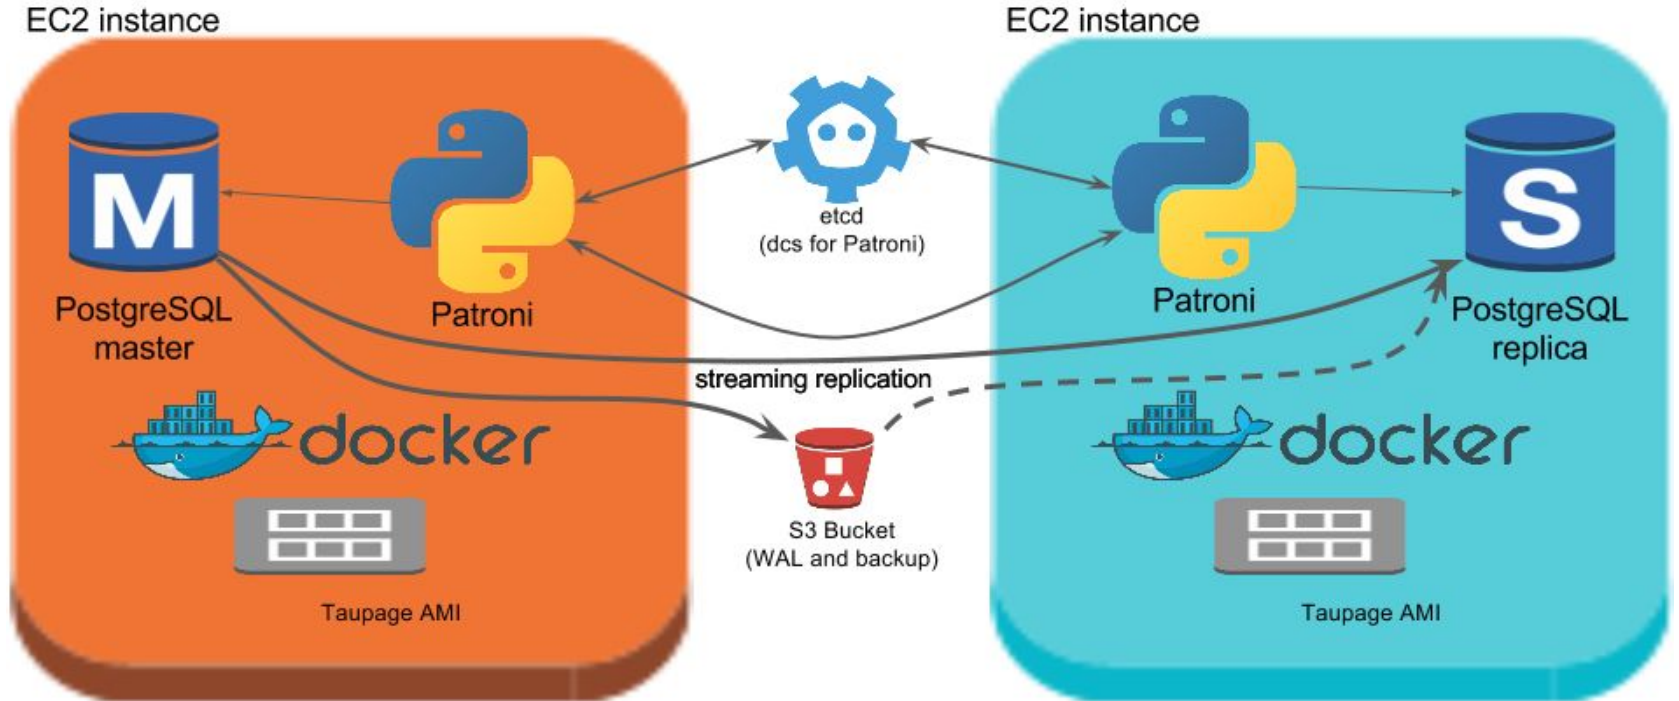 EC2 instance
EC2 instance
M
S
etcd
(dcs for Patroni)
PostgreSQL
master
Patroni
Patroni
PostgreSQL
replica
streaming replication
docker
docker
S3 Bucket
(WAL and backup)
Taupage AMI
Taupage AMI